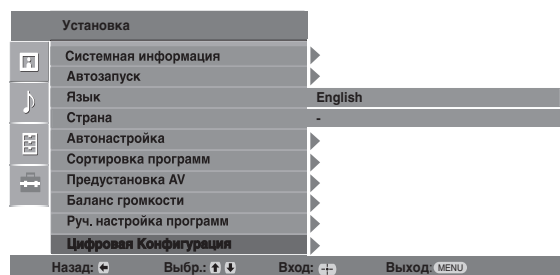 Установка
Системная информация
Автозапуск
Язык English
Страна -
Автонастройка
Сортировка программ
Предустановка AV
Баланс громкости
Руч. настройка программ
Цифровая Конфигурация
Назад: Выбр.: Вход: Выход: MENU